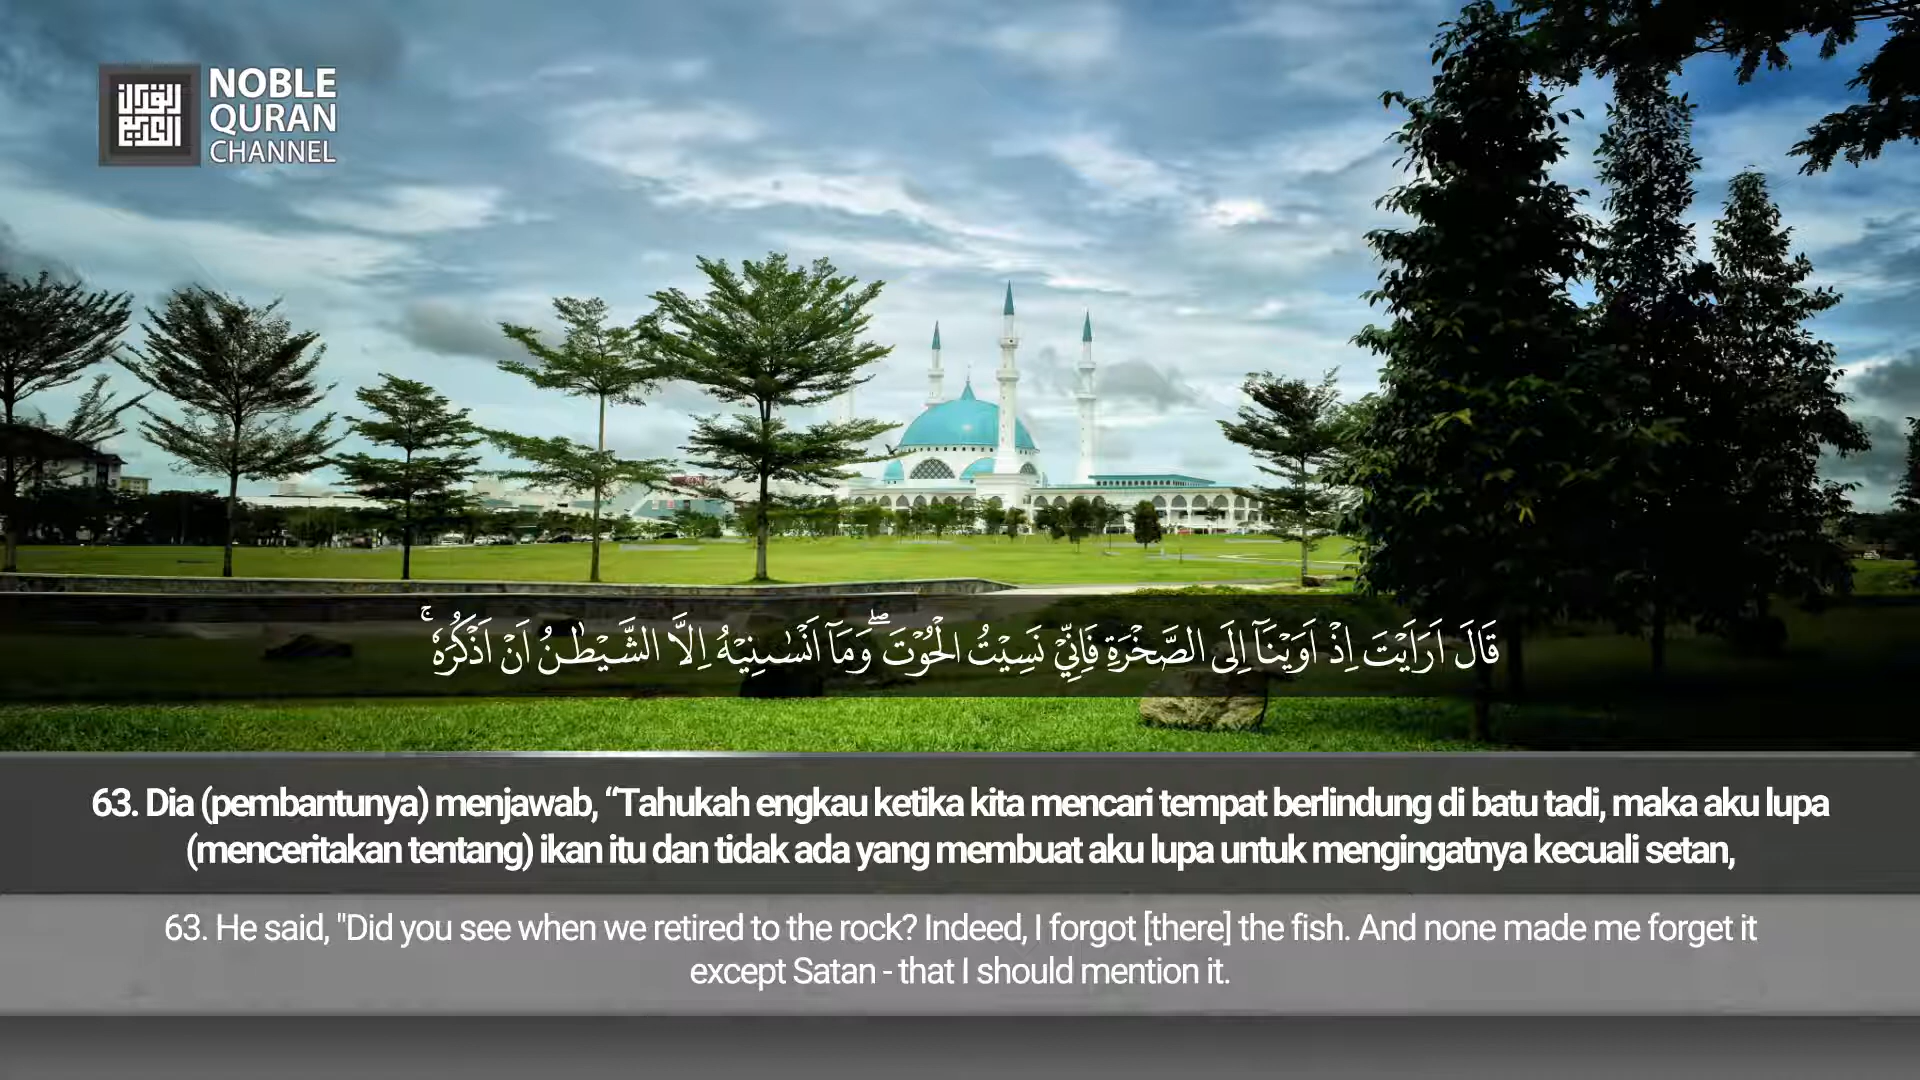 القرآن
الكريم
NOBLE
QURAN
CHANNEL
قَالَ اَرَاَيْتَ اِذْ اَوَيْنَآ اِلَى الصَّخْرَةِ فَاِنِّيْ نَسِيْتُ الْحُوْتَۖ وَمَآ اَنْسٰىنِيْهُ اِلَّا الشَّيْطٰنُ اَنْ اَذْكُرَهٗۚ
63. Dia (pembantunya) menjawab, “Tahukah engkau ketika kita mencari tempat berlindung di batu tadi, maka aku lupa
(menceritakan tentang) ikan itu dan tidak ada yang membuat aku lupa untuk mengingatnya kecuali setan,
63. He said, "Did you see when we retired to the rock? Indeed, I forgot [there] the fish. And none made me forget it
except Satan - that I should mention it.